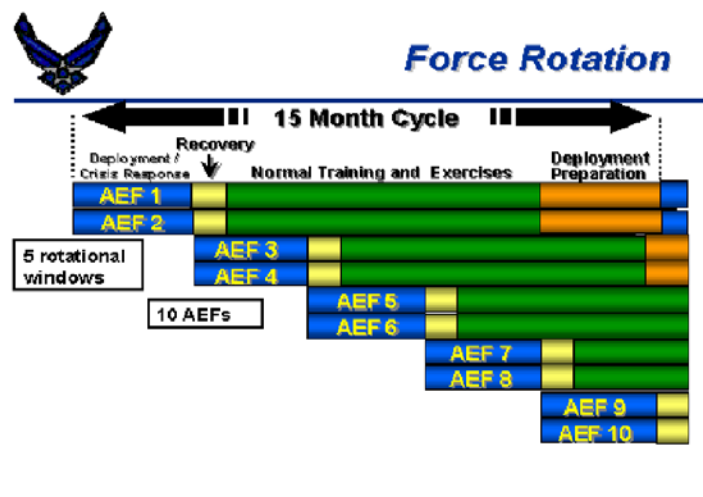 Force Rotation
15 Month Cycle
Recovery
Deployment /
Crisis Response
Normal Training and Exercises
Deployment
Preparation
AEF 1
AEF 2
AEF 3
5 rotational
windows
AEF 4
AEF 5
10 AEFs
AEF 6
AEF 7
AEF 8
AEF 9
AEF 10